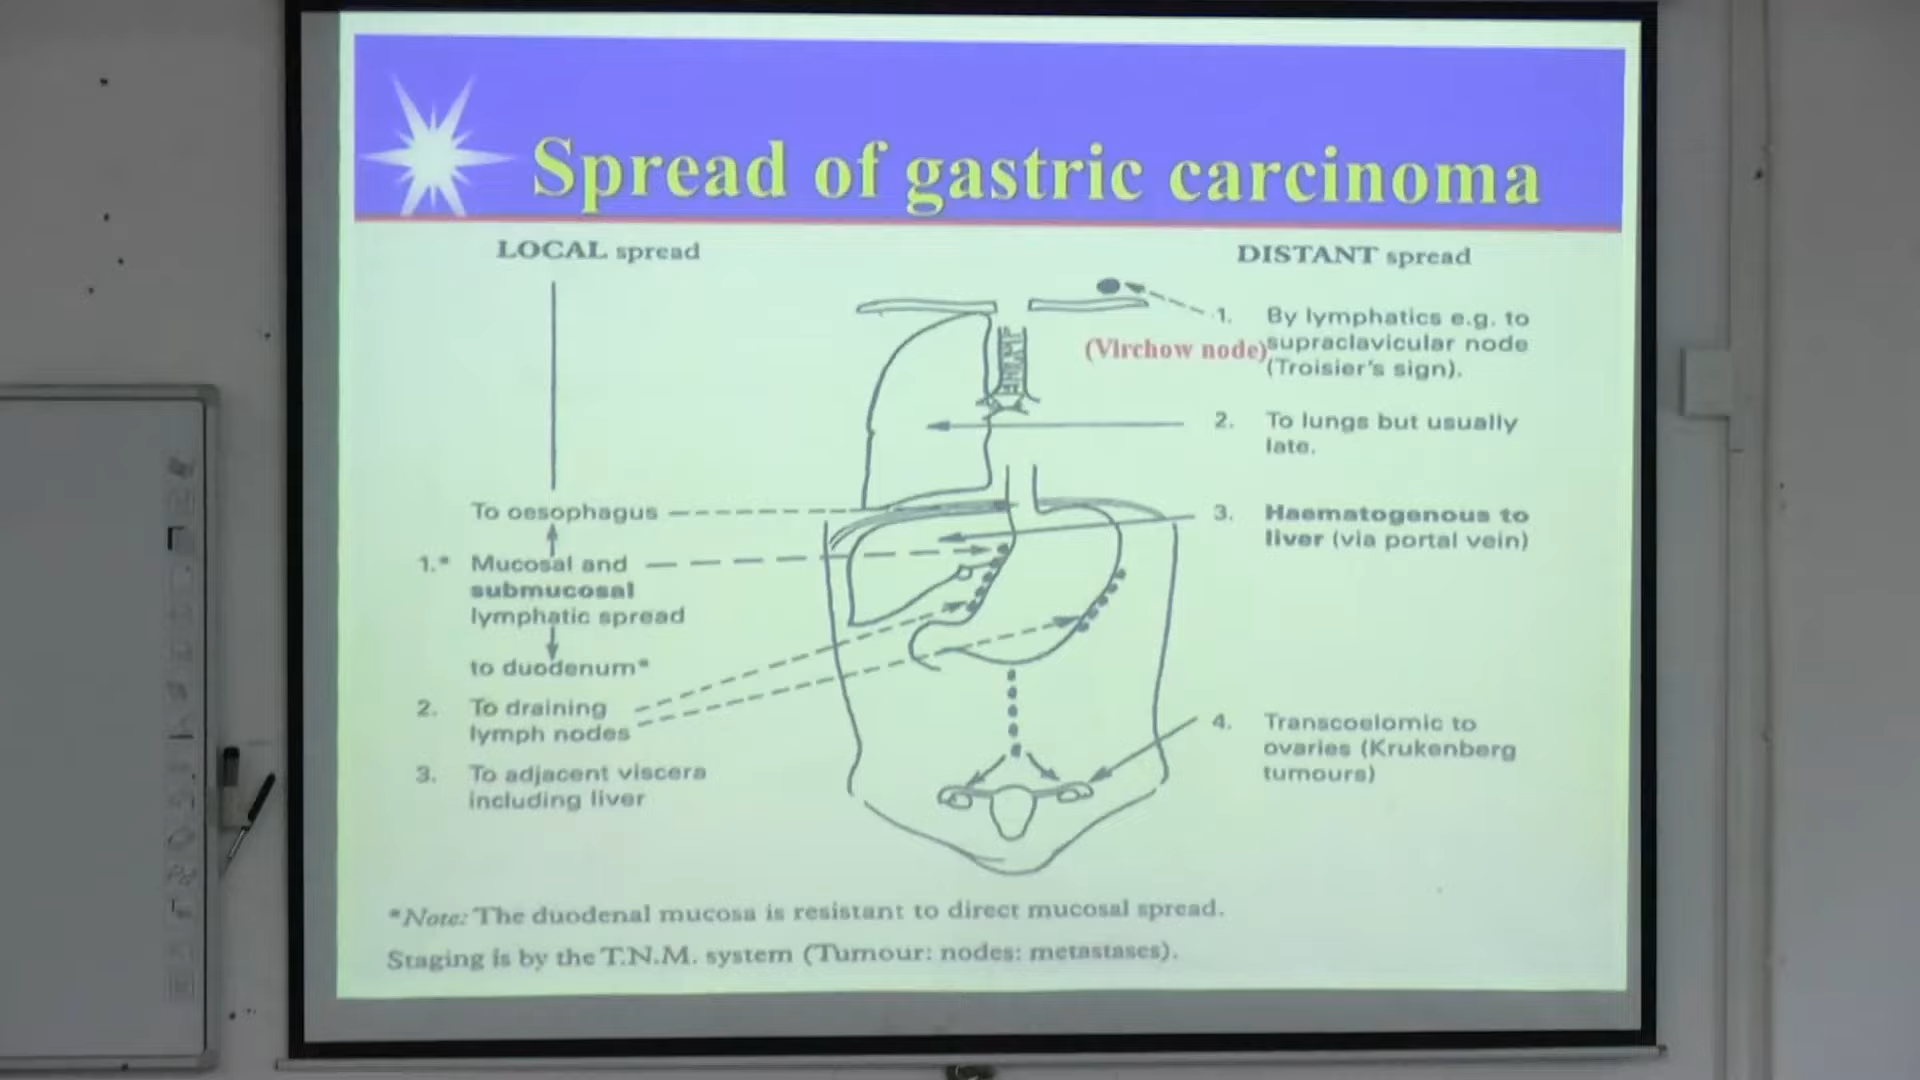 Spread of gastric carcinoma
LOCAL spread
To oesophagus
1.* Mucosal and
submucosal
lymphatic spread
to duodenum*
2. To draining
lymph nodes
3. To adjacent viscera
including liver
DISTANT spread
1. By lymphatics e.g. to
(VIrchow node) supraclavicular node
(Troisier's sign).
2. To lungs but usually
late.
3. Haematogenous to
liver (via portal vein)
4. Transcoelomic to
ovaries (Krukenberg
tumours)
*Note: The duodenal mucosa is resistant to direct mucosal spread.
Staging is by the T.N.M. system (Tumour: nodes: metastases).